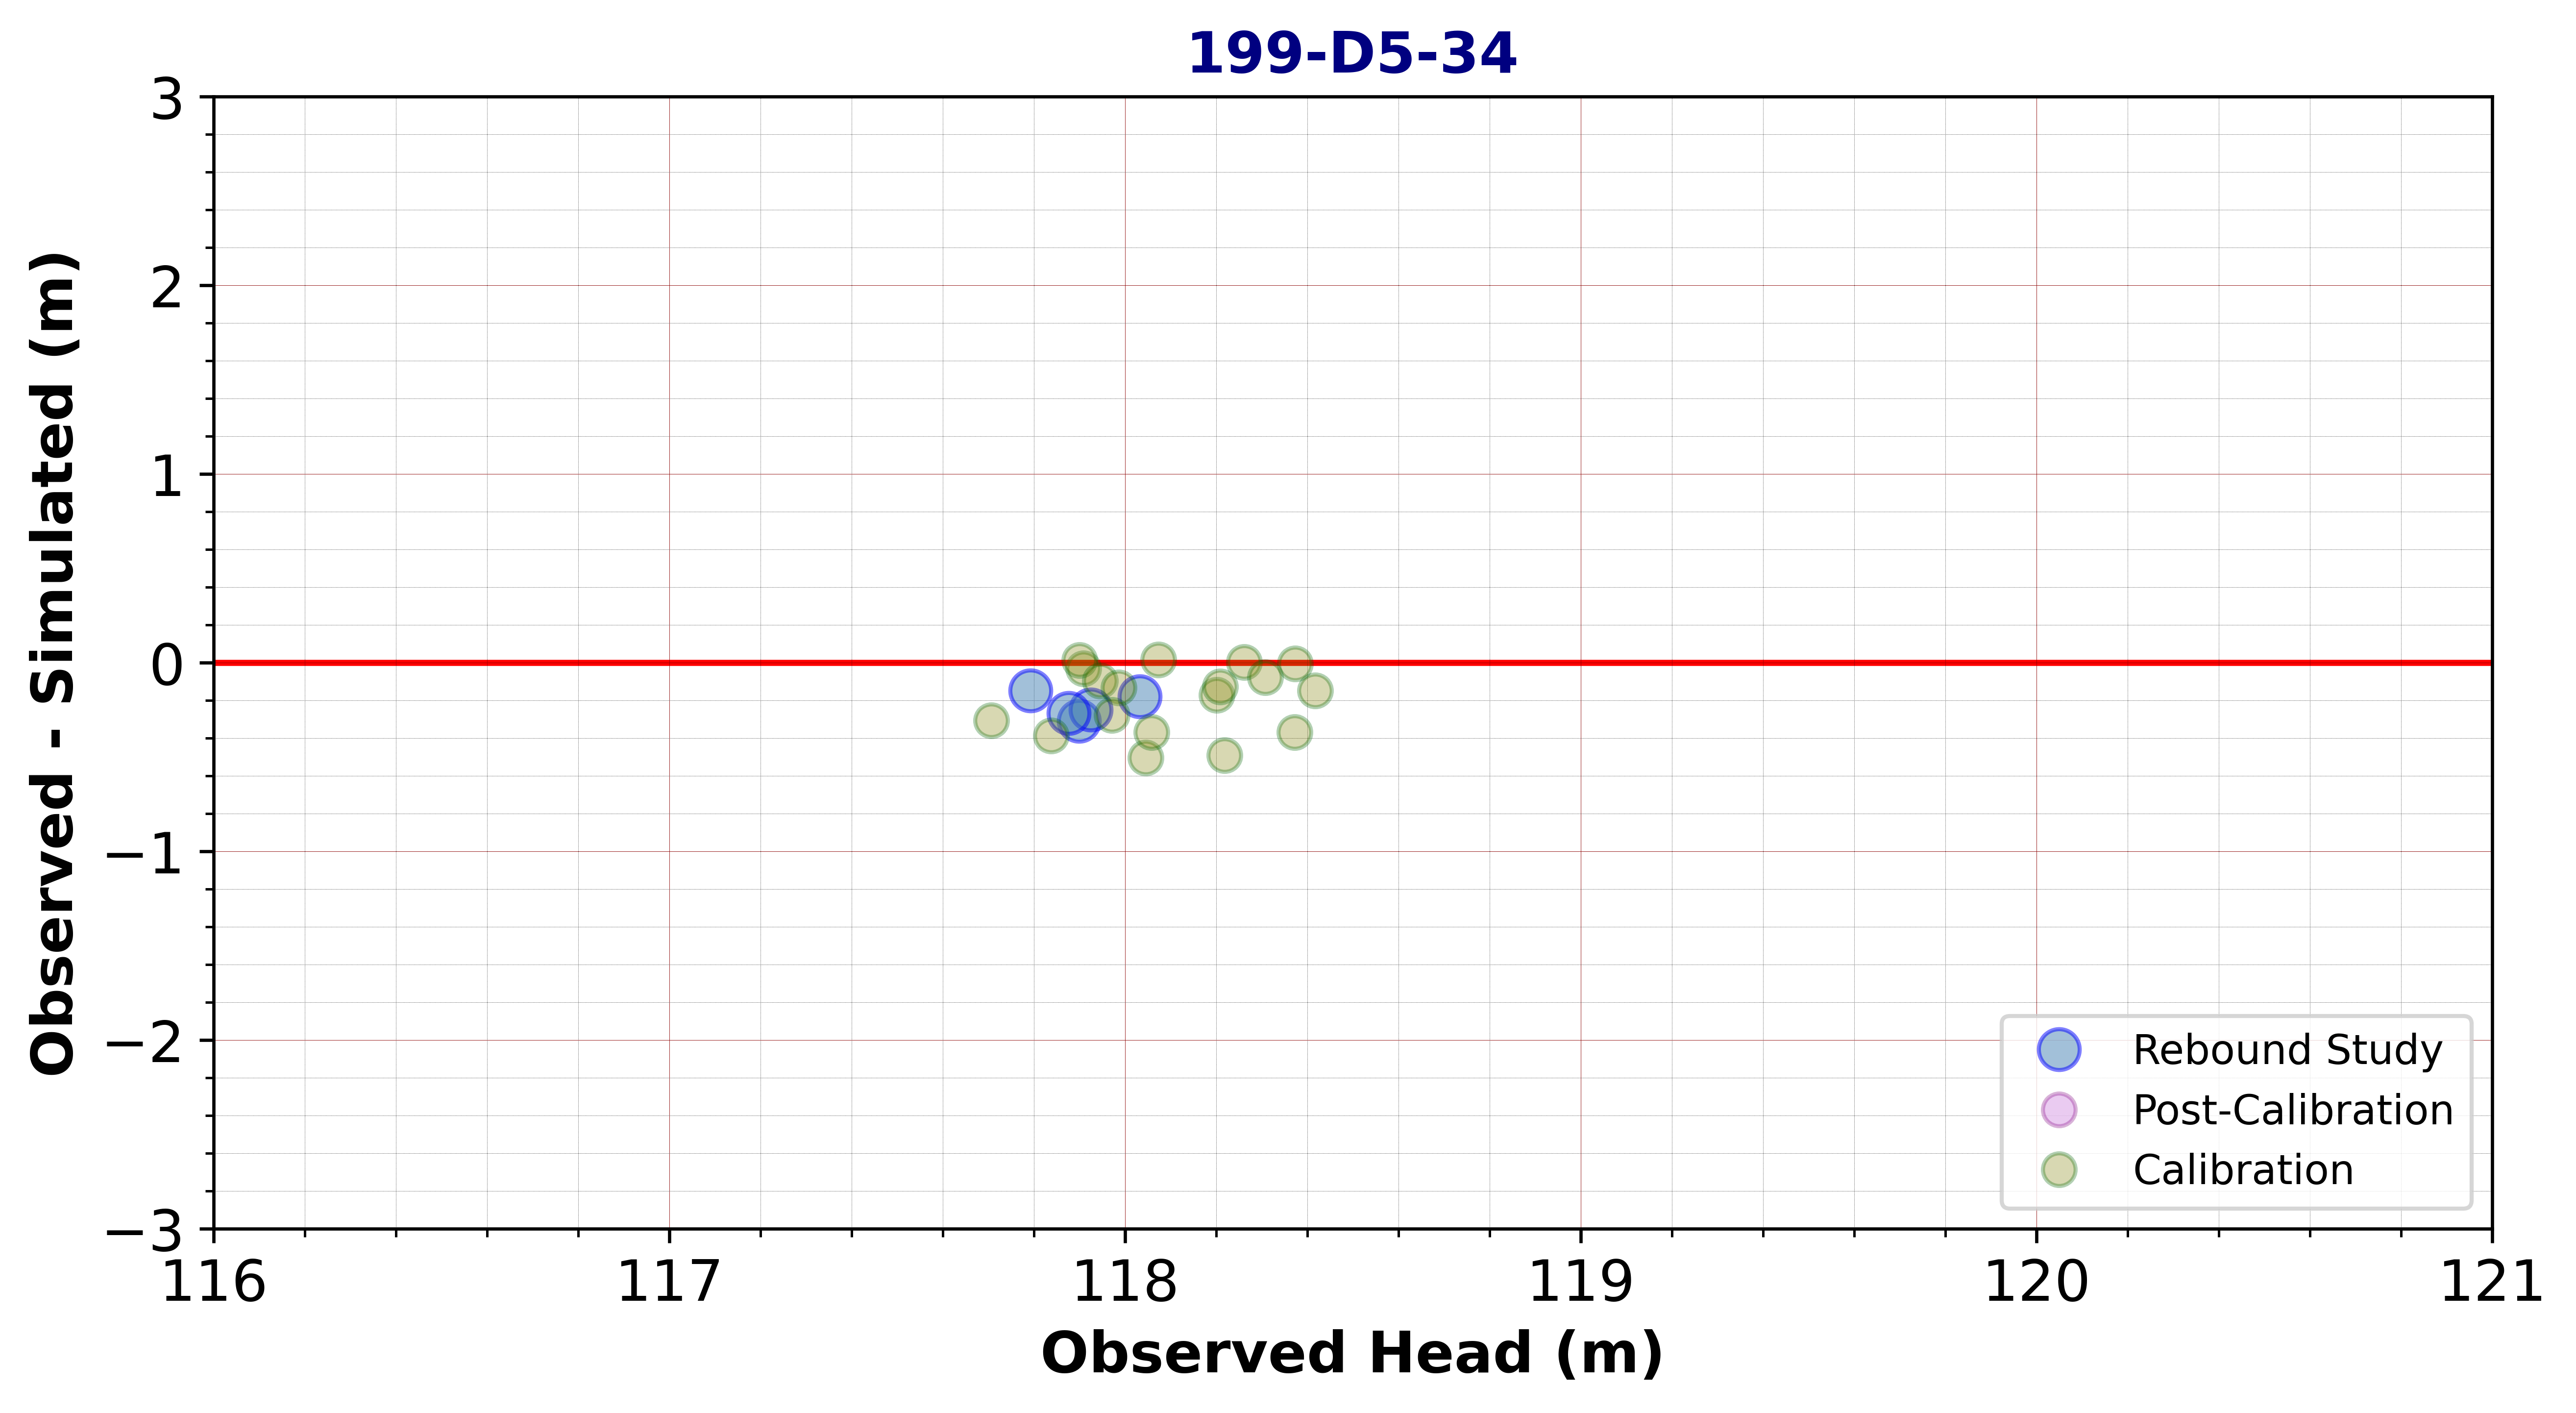 199-D5-34
Observed - Simulated (m)
3
2
1
0
−1
−2
−3
116 117 118 119 120 121
Observed Head (m)
Rebound Study
Post-Calibration
Calibration